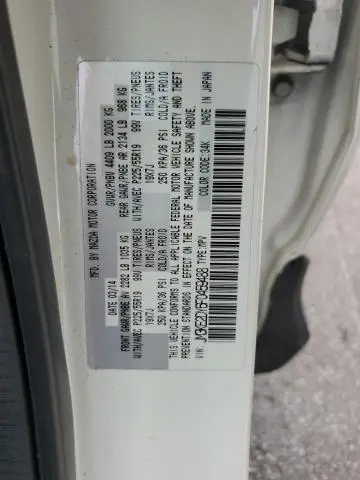 MFD. BY MAZDA MOTOR CORPORATION
DATE 03/14 GVWR/PNBV 4409 LB 2000 KG
FRONT GAWR/PNBE AV 2282 LB 1035 KG REAR GAWR/PNBE AR 2134 LB 968 KG
WITH/AVEC P225/55R19 99V TIRES/PNEUS WITH/AVEC P225/55R19 99V TIRES/PNEUS
19X7J RIMS/JANTES 19X7J RIMS/JANTES
250 KPA/36 PSI COLD/A FROID 250 KPA/36 PSI COLD/A FROID
THIS VEHICLE CONFORMS TO ALL APPLICABLE FEDERAL MOTOR VEHICLE SAFETY AND THEFT
PREVENTION STANDARDS IN EFFECT ON THE DATE OF MANUFACTURE SHOWN ABOVE.
TYPE: MPV COLOR CODE: 34K MADE IN JAPAN
VIN: